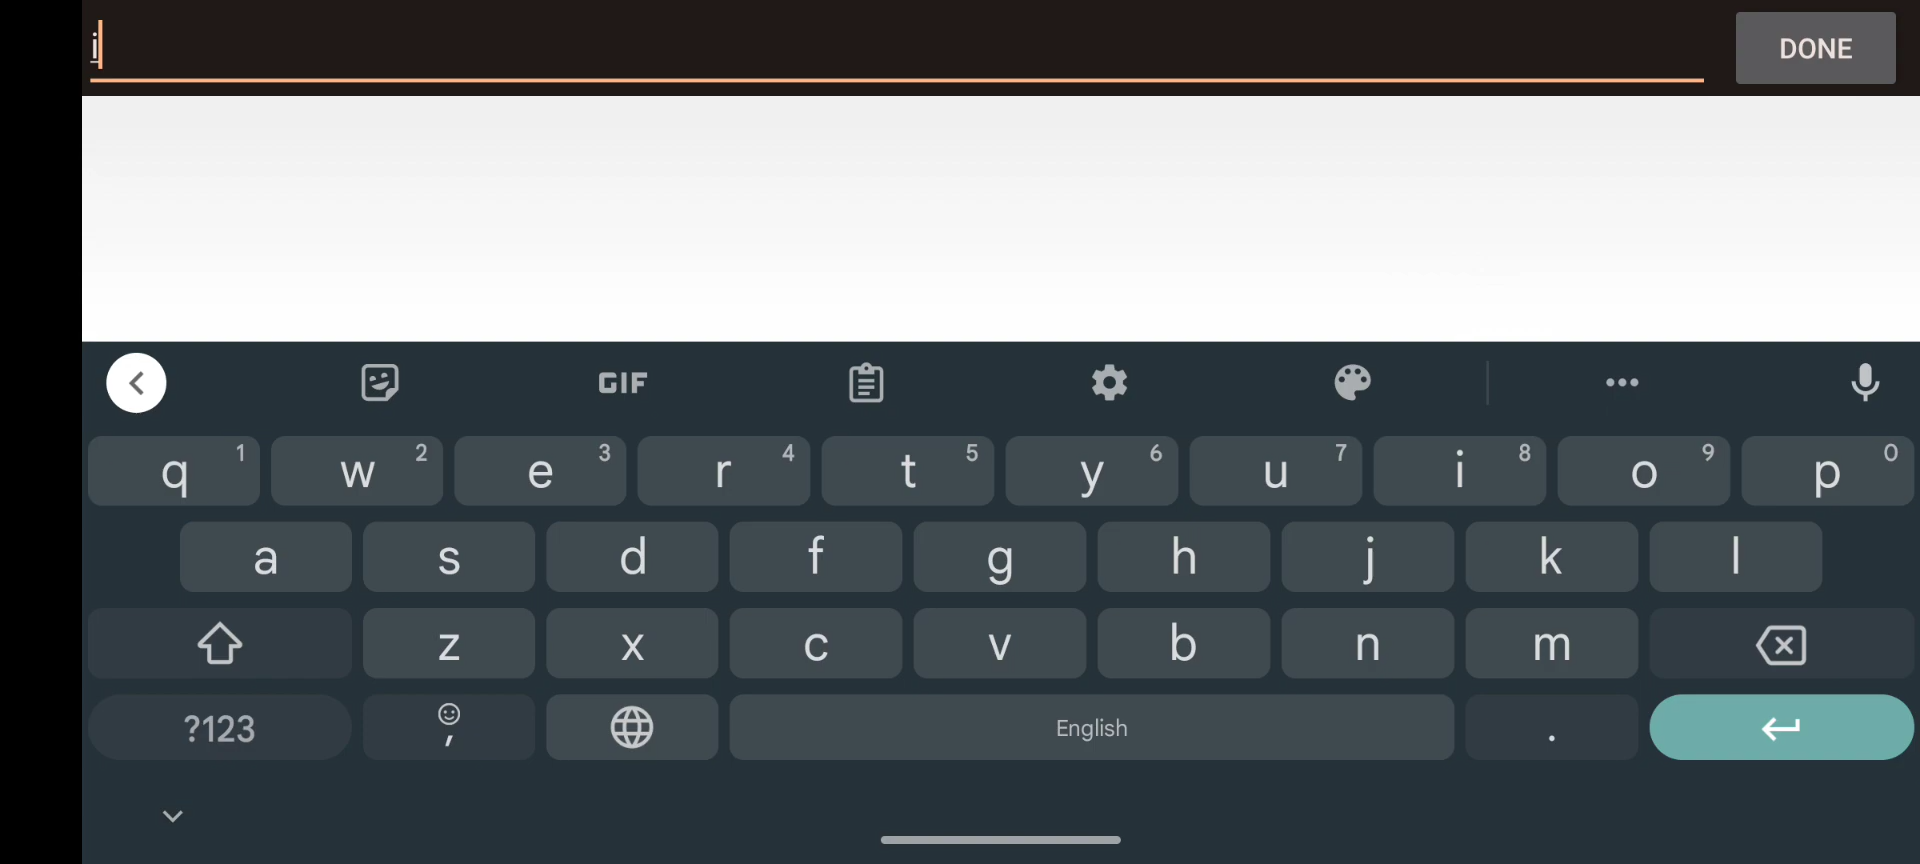 i
DONE
GIF
q 1 w 2 e 3 r 4 t 5 y 6 u 7 i 8 o 9 p 0
a s d f g h j k l
z x c v b n m
?123 , English .